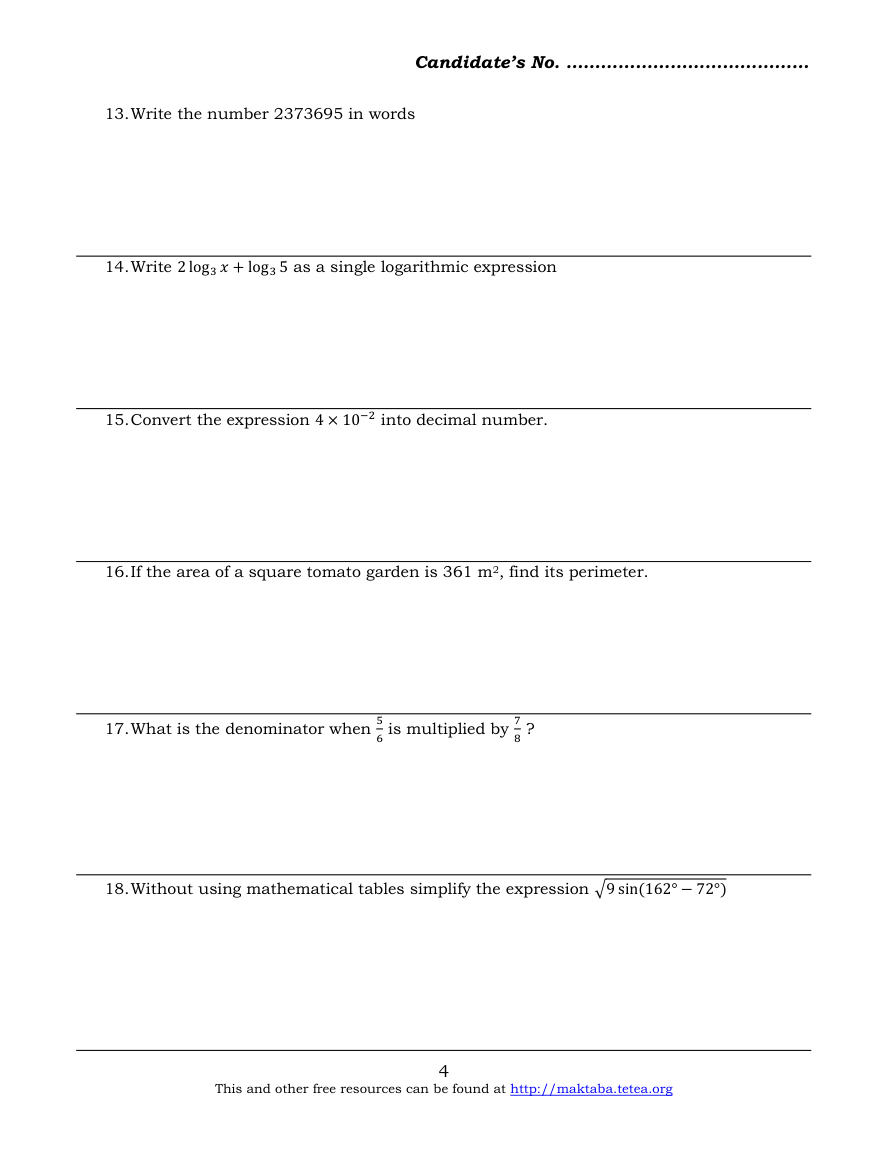 Candidate’s No. ..........................................
13. Write the number 2373695 in words
14. Write 2 log₃ x + log₃ 5 as a single logarithmic expression
15. Convert the expression 4 × 10⁻² into decimal number.
16. If the area of a square tomato garden is 361 m², find its perimeter.
17. What is the denominator when 5/6 is multiplied by 7/8 ?
18. Without using mathematical tables simplify the expression √(9 sin(162° − 72°))
4
This and other free resources can be found at http://maktaba.tetea.org